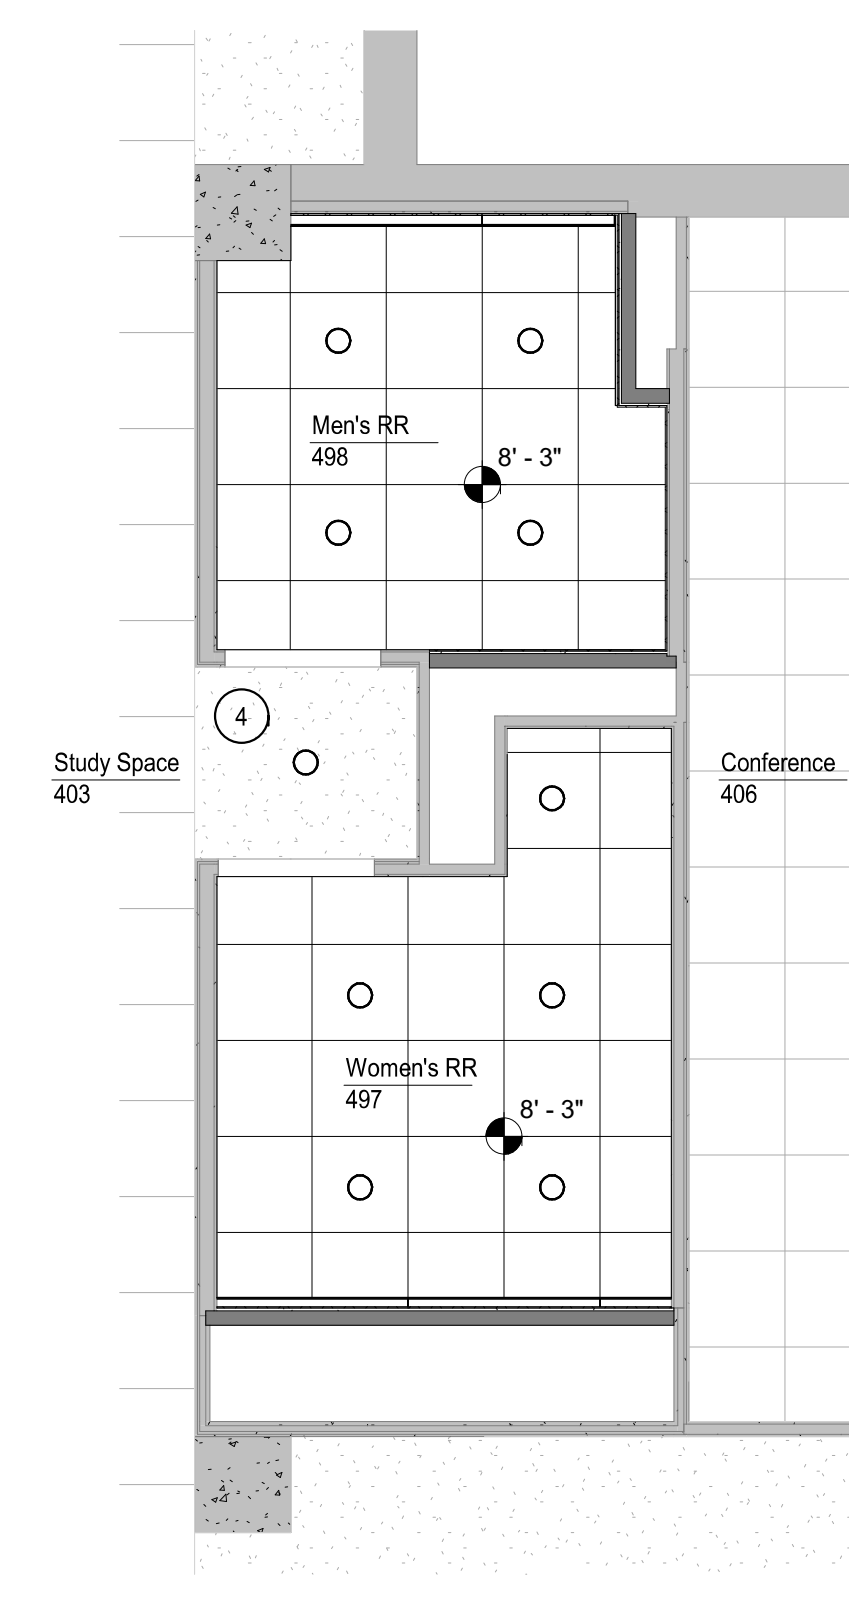 Men's RR
498
8' - 3"
4
Study Space
403
Conference
406
Women's RR
497
8' - 3"